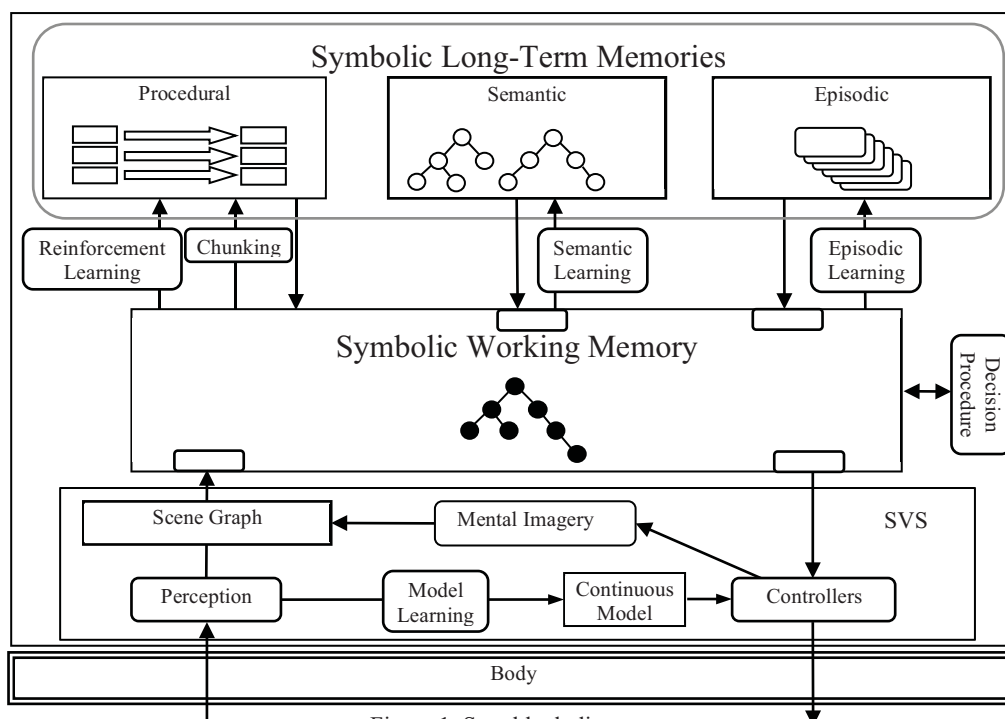 Symbolic Long-Term Memories
Procedural
Semantic
Episodic
Reinforcement
Learning
Chunking
Semantic
Learning
Episodic
Learning
Symbolic Working Memory
Decision
Procedure
Scene Graph
Mental Imagery
SVS
Perception
Model
Learning
Continuous
Model
Controllers
Body